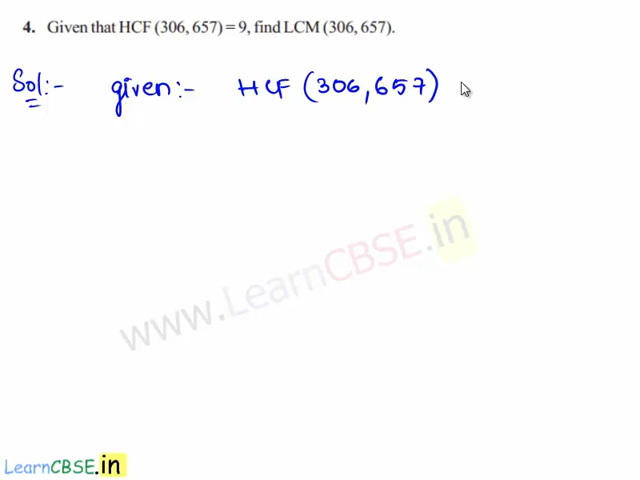 4. Given that HCF (306, 657) = 9, find LCM (306, 657).
Sol:- given:- HCF (306,657)
www.LearnCBSE.in
LearnCBSE.in